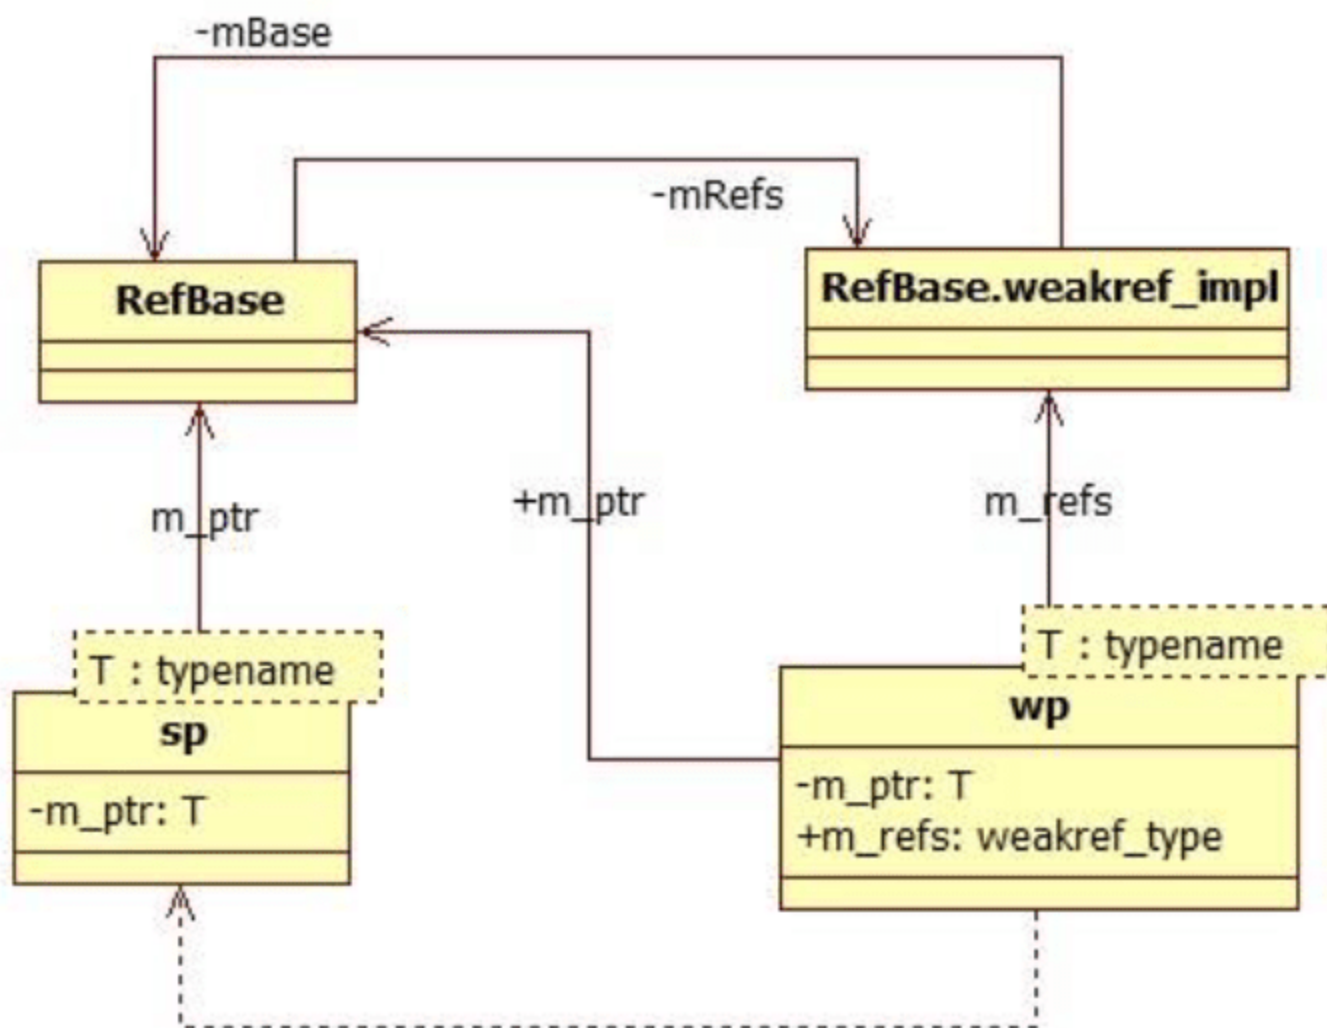 -mBase
-mRefs
RefBase
RefBase.weakref_impl
m_ptr
+m_ptr
m_refs
T : typename
sp
-m_ptr: T
T : typename
wp
-m_ptr: T
+m_refs: weakref_type